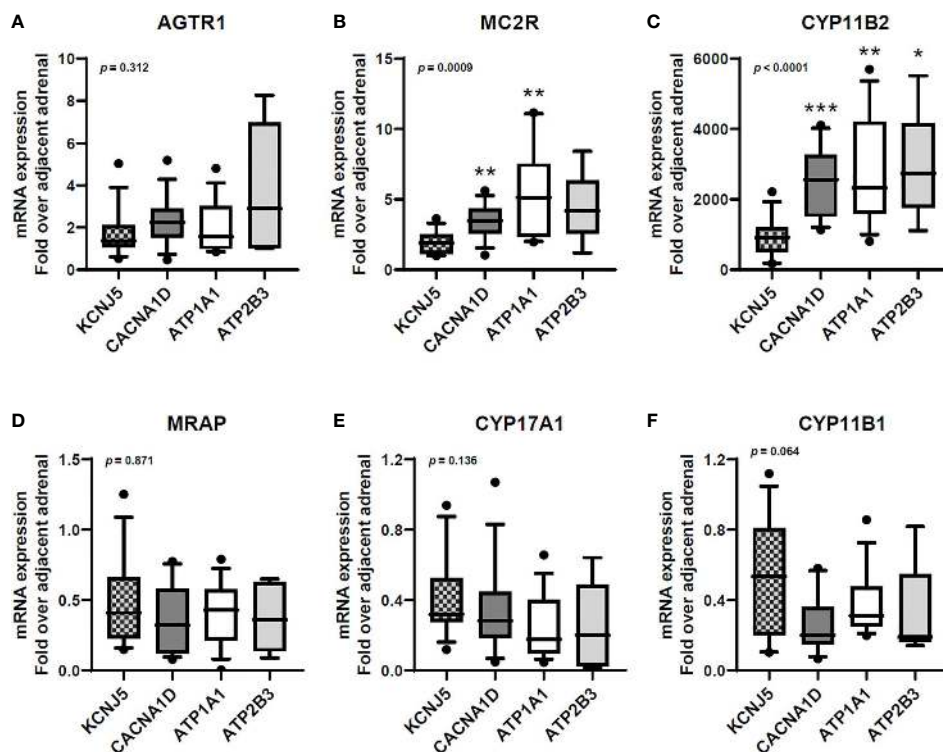 A
AGTR1
p = 0.312
mRNA expression
Fold over adjacent adrenal
10
8
6
4
2
0
KCNJ5
CACNA1D
ATP1A1
ATP2B3
B
MC2R
p = 0.0009
mRNA expression
Fold over adjacent adrenal
15
10
5
0
**
**
KCNJ5
CACNA1D
ATP1A1
ATP2B3
C
CYP11B2
p < 0.0001
mRNA expression
Fold over adjacent adrenal
6000
4000
2000
0
***
**
*
KCNJ5
CACNA1D
ATP1A1
ATP2B3
D
MRAP
p = 0.871
mRNA expression
Fold over adjacent adrenal
1.5
1.0
0.5
0.0
KCNJ5
CACNA1D
ATP1A1
ATP2B3
E
CYP17A1
p = 0.136
mRNA expression
Fold over adjacent adrenal
1.2
0.8
0.4
0.0
KCNJ5
CACNA1D
ATP1A1
ATP2B3
F
CYP11B1
p = 0.064
mRNA expression
Fold over adjacent adrenal
1.2
0.8
0.4
0.0
KCNJ5
CACNA1D
ATP1A1
ATP2B3